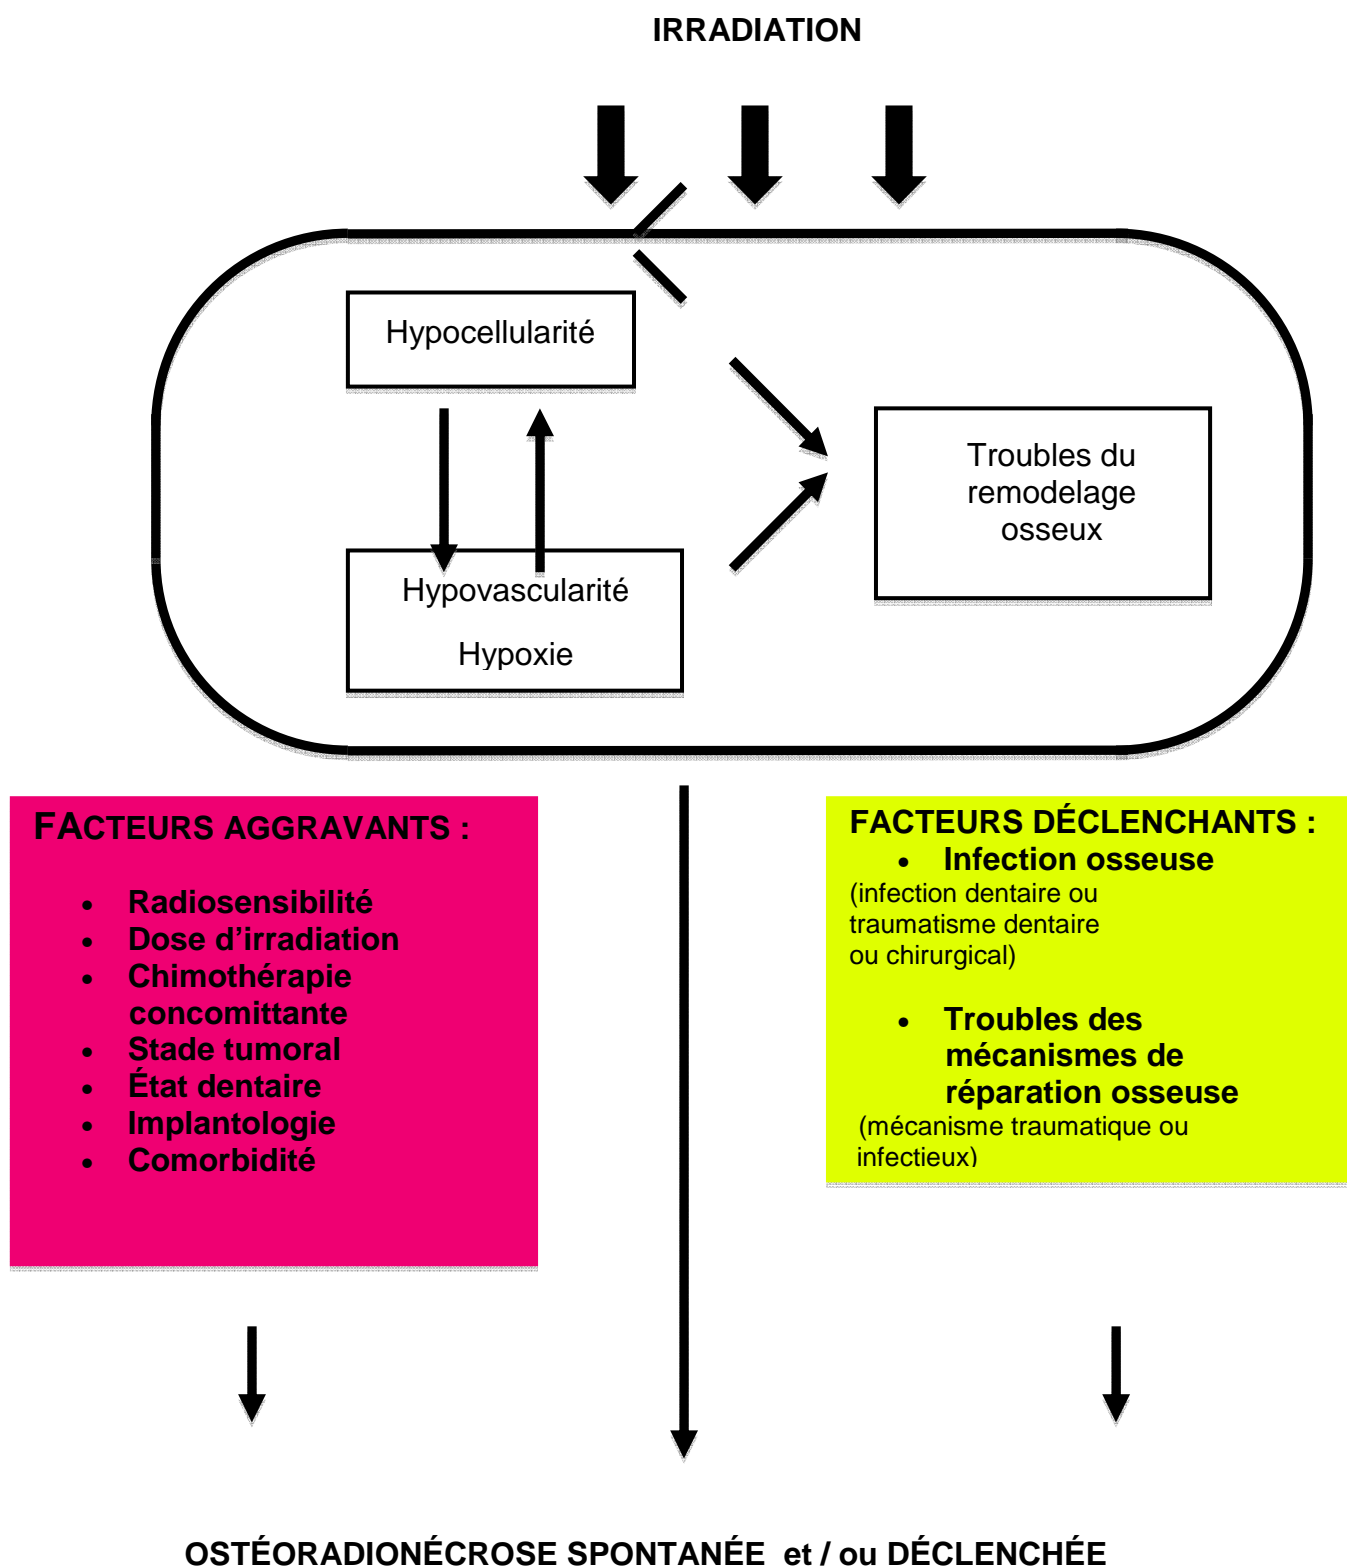 IRRADIATION
Hypocellularité
Troubles du
remodelage
osseux
Hypovascularité
Hypoxie
FACTEURS AGGRAVANTS :
• Radiosensibilité
• Dose d'irradiation
• Chimothérapie
concomittante
• Stade tumoral
• État dentaire
• Implantologie
• Comorbidité
FACTEURS DÉCLENCHANTS :
• Infection osseuse
(infection dentaire ou
traumatisme dentaire
ou chirurgical)
• Troubles des
mécanismes de
réparation osseuse
(mécanisme traumatique ou
infectieux)
OSTÉORADIONÉCROSE SPONTANÉE et / ou DÉCLENCHÉE